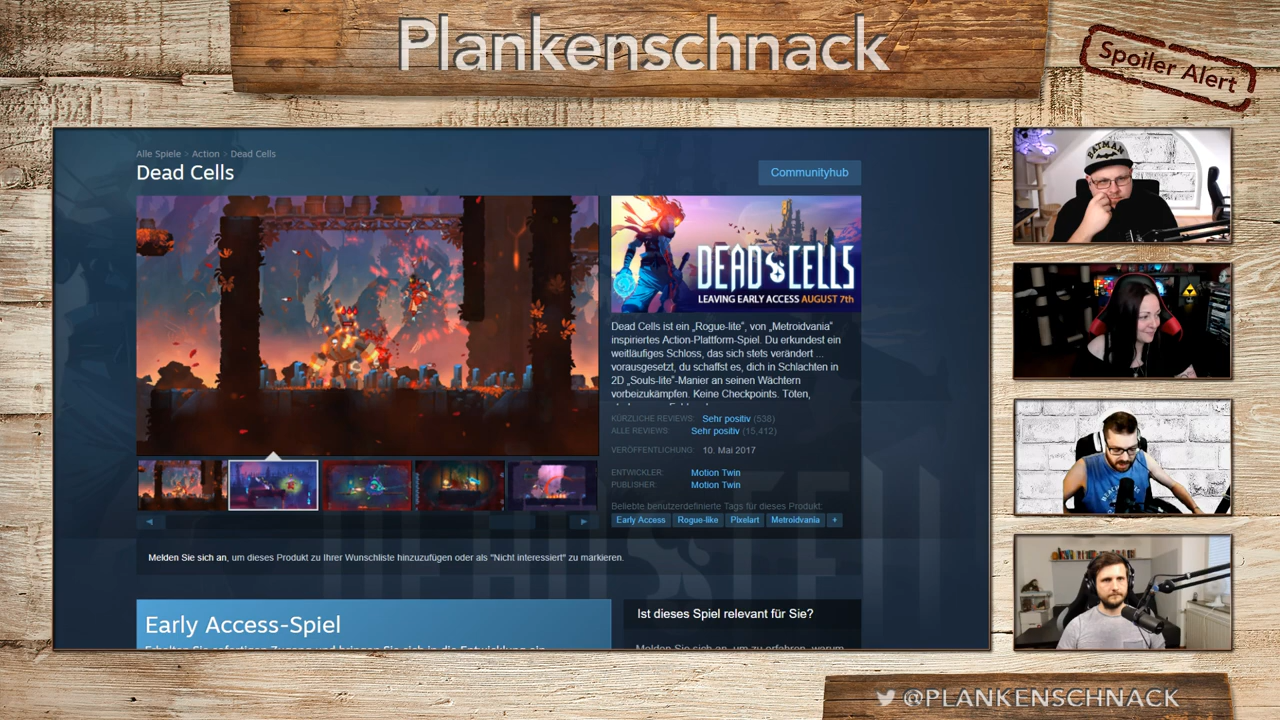 Plankenschnack
Spoiler Alert
Alle Spiele > Action > Dead Cells
Dead Cells
Communityhub
DEAD CELLS
LEAVING EARLY ACCESS AUGUST 7th
Dead Cells ist ein „Rogue-lite“, von „Metroidvania“
inspiriertes Action-Plattform-Spiel. Du erkundest ein
weitläufiges Schloss, das sich stets verändert ...
vorausgesetzt, du schaffst es, dich in Schlachten in
2D „Souls-lite“-Manier an seinen Wächtern
vorbeizukämpfen. Keine Checkpoints. Töten,
KÜRZLICHE REVIEWS: Sehr positiv (538)
ALLE REVIEWS: Sehr positiv (15,412)
VERÖFFENTLICHUNG: 10. Mai 2017
ENTWICKLER: Motion Twin
PUBLISHER: Motion Twin
Beliebte benutzerdefinierte Tags für dieses Produkt:
Early Access Rogue-like Pixelart Metroidvania +
Melden Sie sich an, um dieses Produkt zu Ihrer Wunschliste hinzuzufügen oder als "Nicht interessiert" zu markieren.
Early Access-Spiel
Ist dieses Spiel relevant für Sie?
BATMAN
@PLANKENSCHNACK